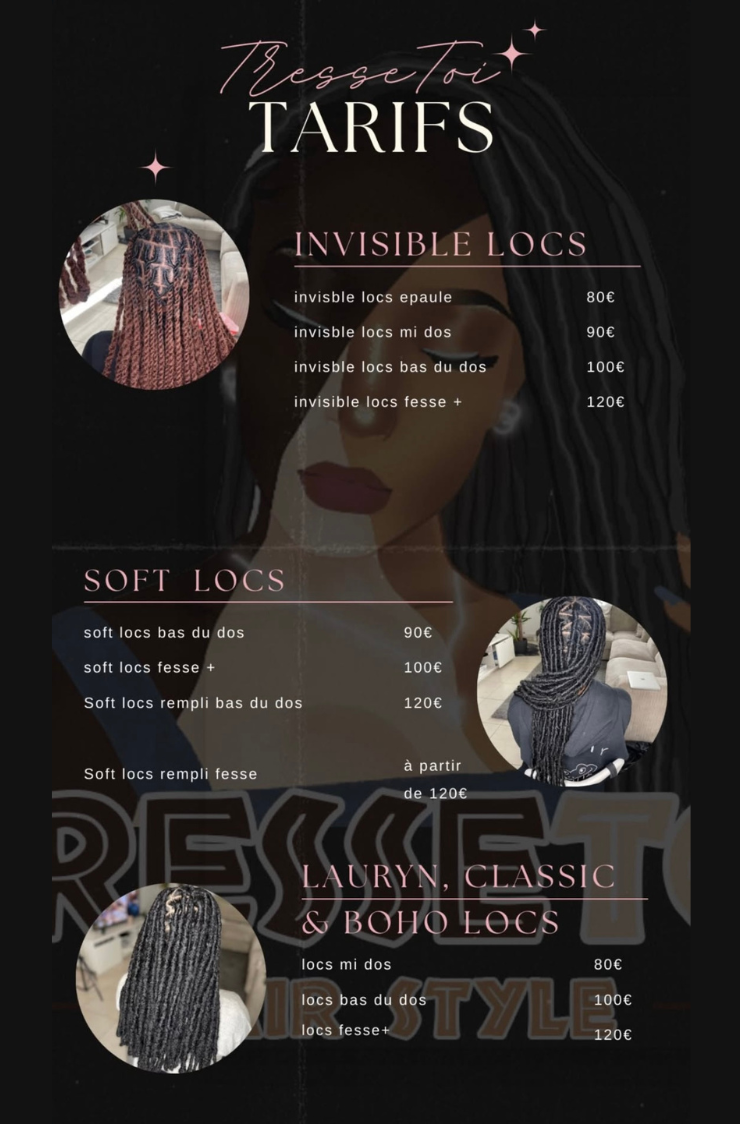 TresseToi
TARIFS
INVISIBLE LOCS
invisble locs epaule 80€
invisble locs mi dos 90€
invisble locs bas du dos 100€
invisible locs fesse + 120€
SOFT LOCS
soft locs bas du dos 90€
soft locs fesse + 100€
Soft locs rempli bas du dos 120€
Soft locs rempli fesse à partir
de 120€
RESSETO
LAURYN, CLASSIC
& BOHO LOCS
locs mi dos 80€
locs bas du dos 100€
locs fesse+ 120€
AIR STYLE